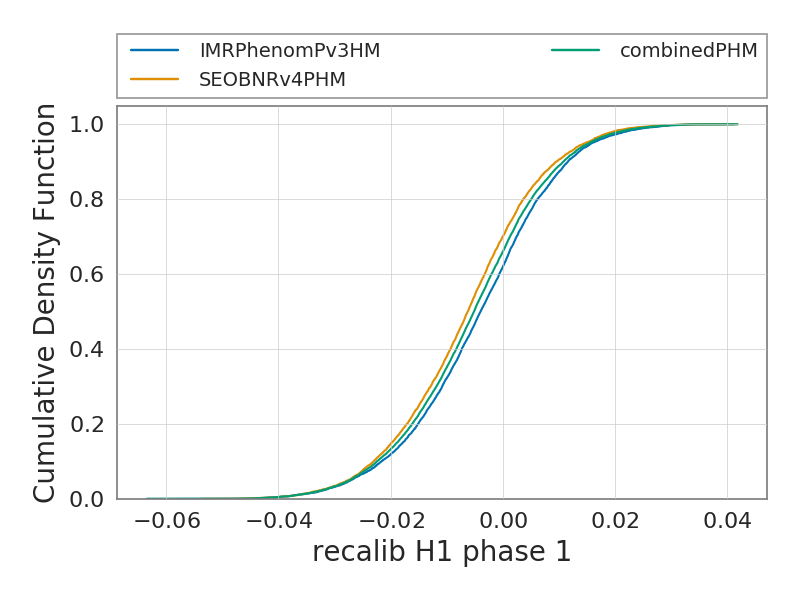 IMRPhenomPv3HM
SEOBNRv4PHM
combinedPHM
Cumulative Density Function
1.0
0.8
0.6
0.4
0.2
0.0
−0.06 −0.04 −0.02 0.00 0.02 0.04
recalib H1 phase 1